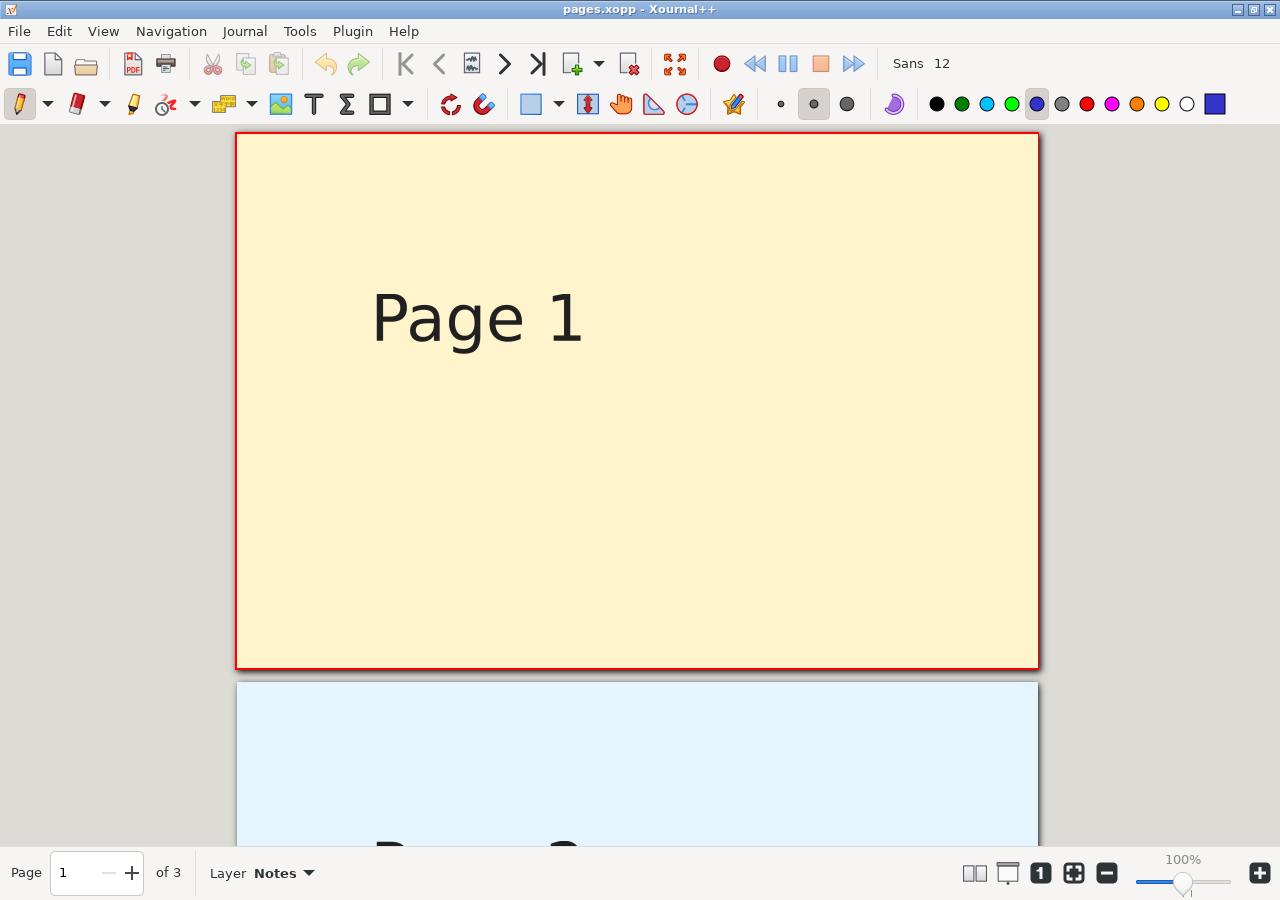 pages.xopp - Xournal++
File Edit View Navigation Journal Tools Plugin Help
PDF
Sans 12
Page 1
Page 1 of 3 Layer Notes
100%